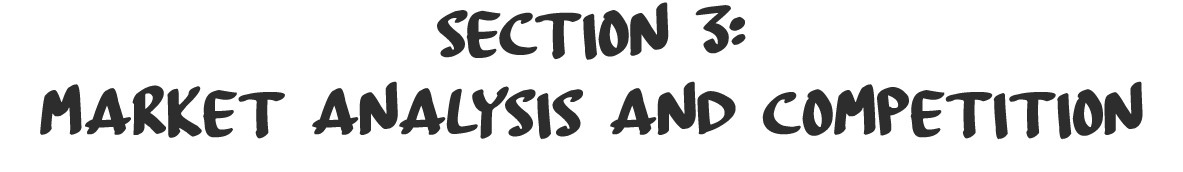 SECTION 3:
MARKET ANALYSIS AND COMPETITION